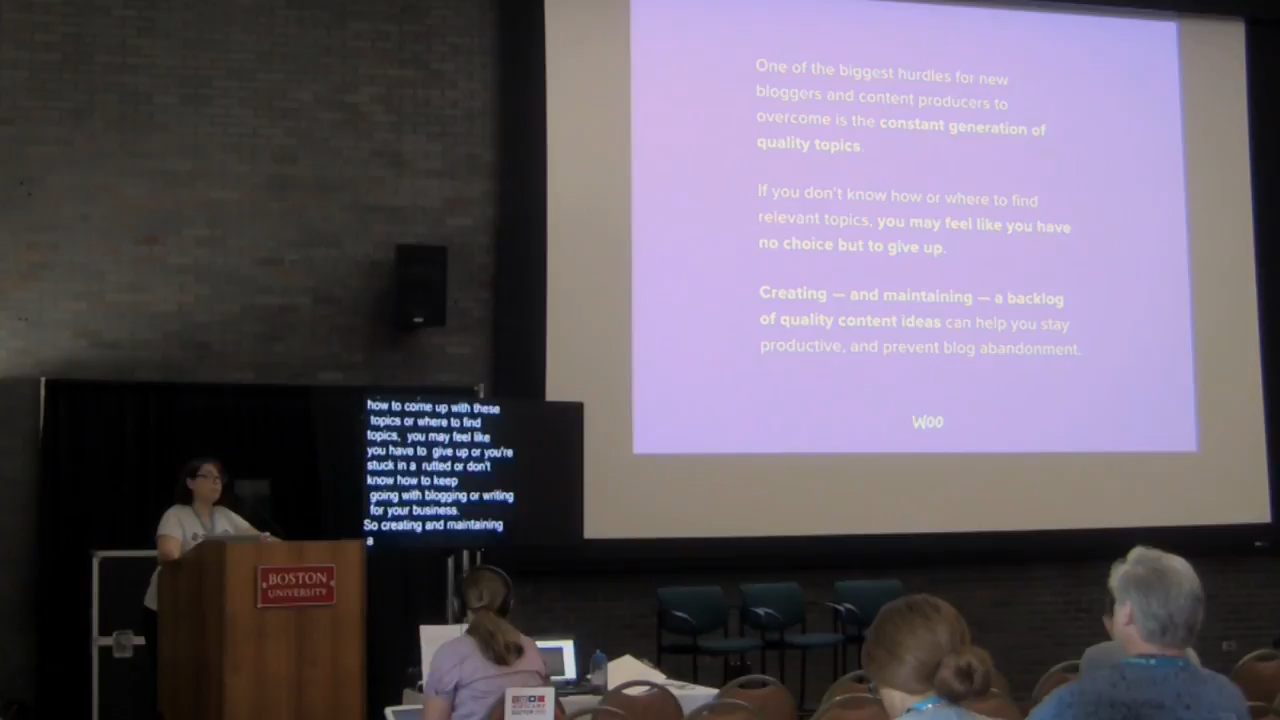 One of the biggest hurdles for new
bloggers and content producers to
overcome is the constant generation of
quality topics.
If you don't know how or where to find
relevant topics, you may feel like you have
no choice but to give up.
Creating — and maintaining — a backlog
of quality content ideas can help you stay
productive, and prevent blog abandonment.
Woo
how to come up with these
topics or where to find
topics, you may feel like
you have to give up or you're
stuck in a rutted or don't
know how to keep
going with blogging or writing
for your business.
So creating and maintaining
a
BOSTON
UNIVERSITY